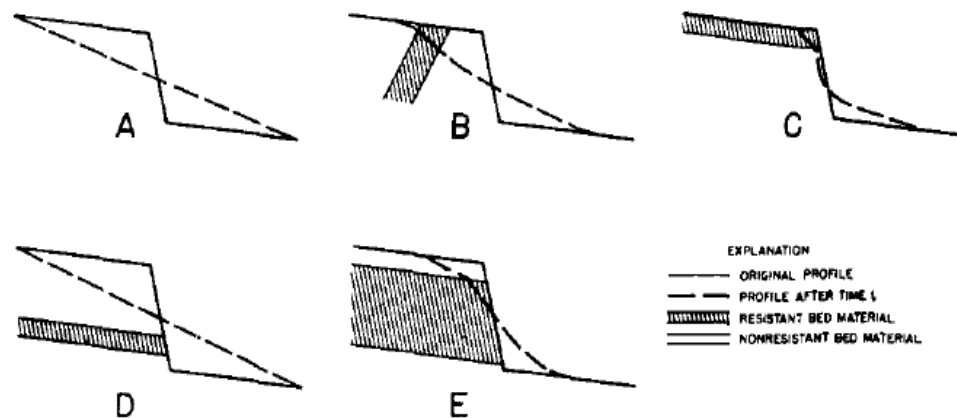 A
B
C
D
E
EXPLANATION
ORIGINAL PROFILE
PROFILE AFTER TIME t
RESISTANT BED MATERIAL
NONRESISTANT BED MATERIAL